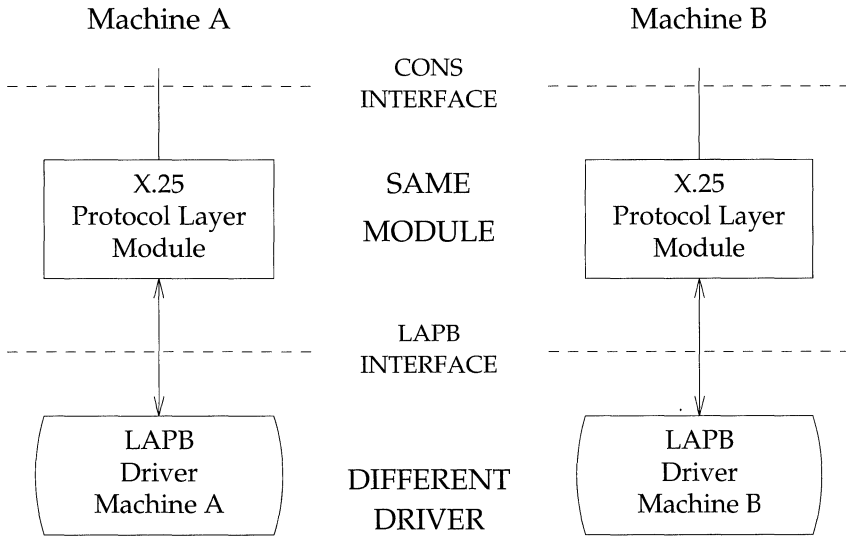 Machine A
Machine B
CONS
INTERFACE
X.25
Protocol Layer
Module
SAME
MODULE
X.25
Protocol Layer
Module
LAPB
INTERFACE
LAPB
Driver
Machine A
DIFFERENT
DRIVER
LAPB
Driver
Machine B